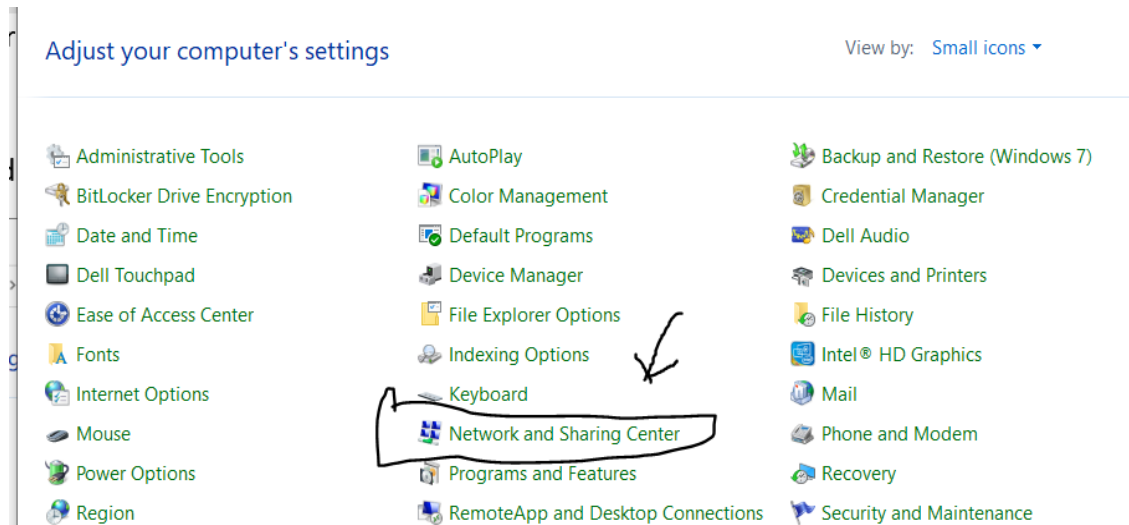 Adjust your computer's settings
View by: Small icons
Administrative Tools
AutoPlay
Backup and Restore (Windows 7)
BitLocker Drive Encryption
Color Management
Credential Manager
Date and Time
Default Programs
Dell Audio
Dell Touchpad
Device Manager
Devices and Printers
Ease of Access Center
File Explorer Options
File History
Fonts
Indexing Options
Intel® HD Graphics
Internet Options
Keyboard
Mail
Mouse
Network and Sharing Center
Phone and Modem
Power Options
Programs and Features
Recovery
Region
RemoteApp and Desktop Connections
Security and Maintenance